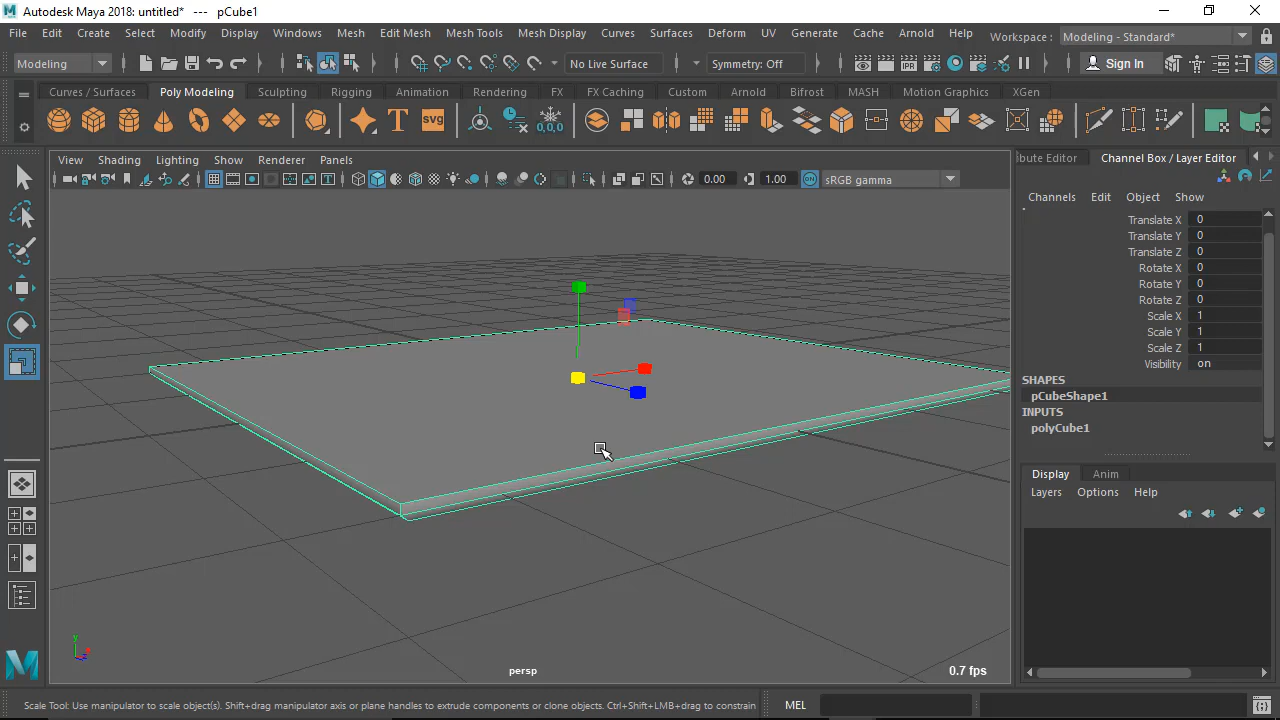 Autodesk Maya 2018: untitled* --- pCube1
File Edit Create Select Modify Display Windows Mesh Edit Mesh Mesh Tools Mesh Display Curves Surfaces Deform UV Generate Cache Arnold Help Workspace : Modeling - Standard*
Modeling No Live Surface Symmetry: Off Sign In
Curves / Surfaces Poly Modeling Sculpting Rigging Animation Rendering FX FX Caching Custom Arnold Bifrost MASH Motion Graphics XGen
T svg 0,0,0
View Shading Lighting Show Renderer Panels
0.00 1.00 ON sRGB gamma
bute Editor Channel Box / Layer Editor
Channels Edit Object Show
Translate X 0
Translate Y 0
Translate Z 0
Rotate X 0
Rotate Y 0
Rotate Z 0
Scale X 1
Scale Y 1
Scale Z 1
Visibility on
SHAPES
pCubeShape1
INPUTS
polyCube1
Display Anim
Layers Options Help
y
persp
0.7 fps
Scale Tool: Use manipulator to scale object(s). Shift+drag manipulator axis or plane handles to extrude components or clone objects. Ctrl+Shift+LMB+drag to constrain
MEL